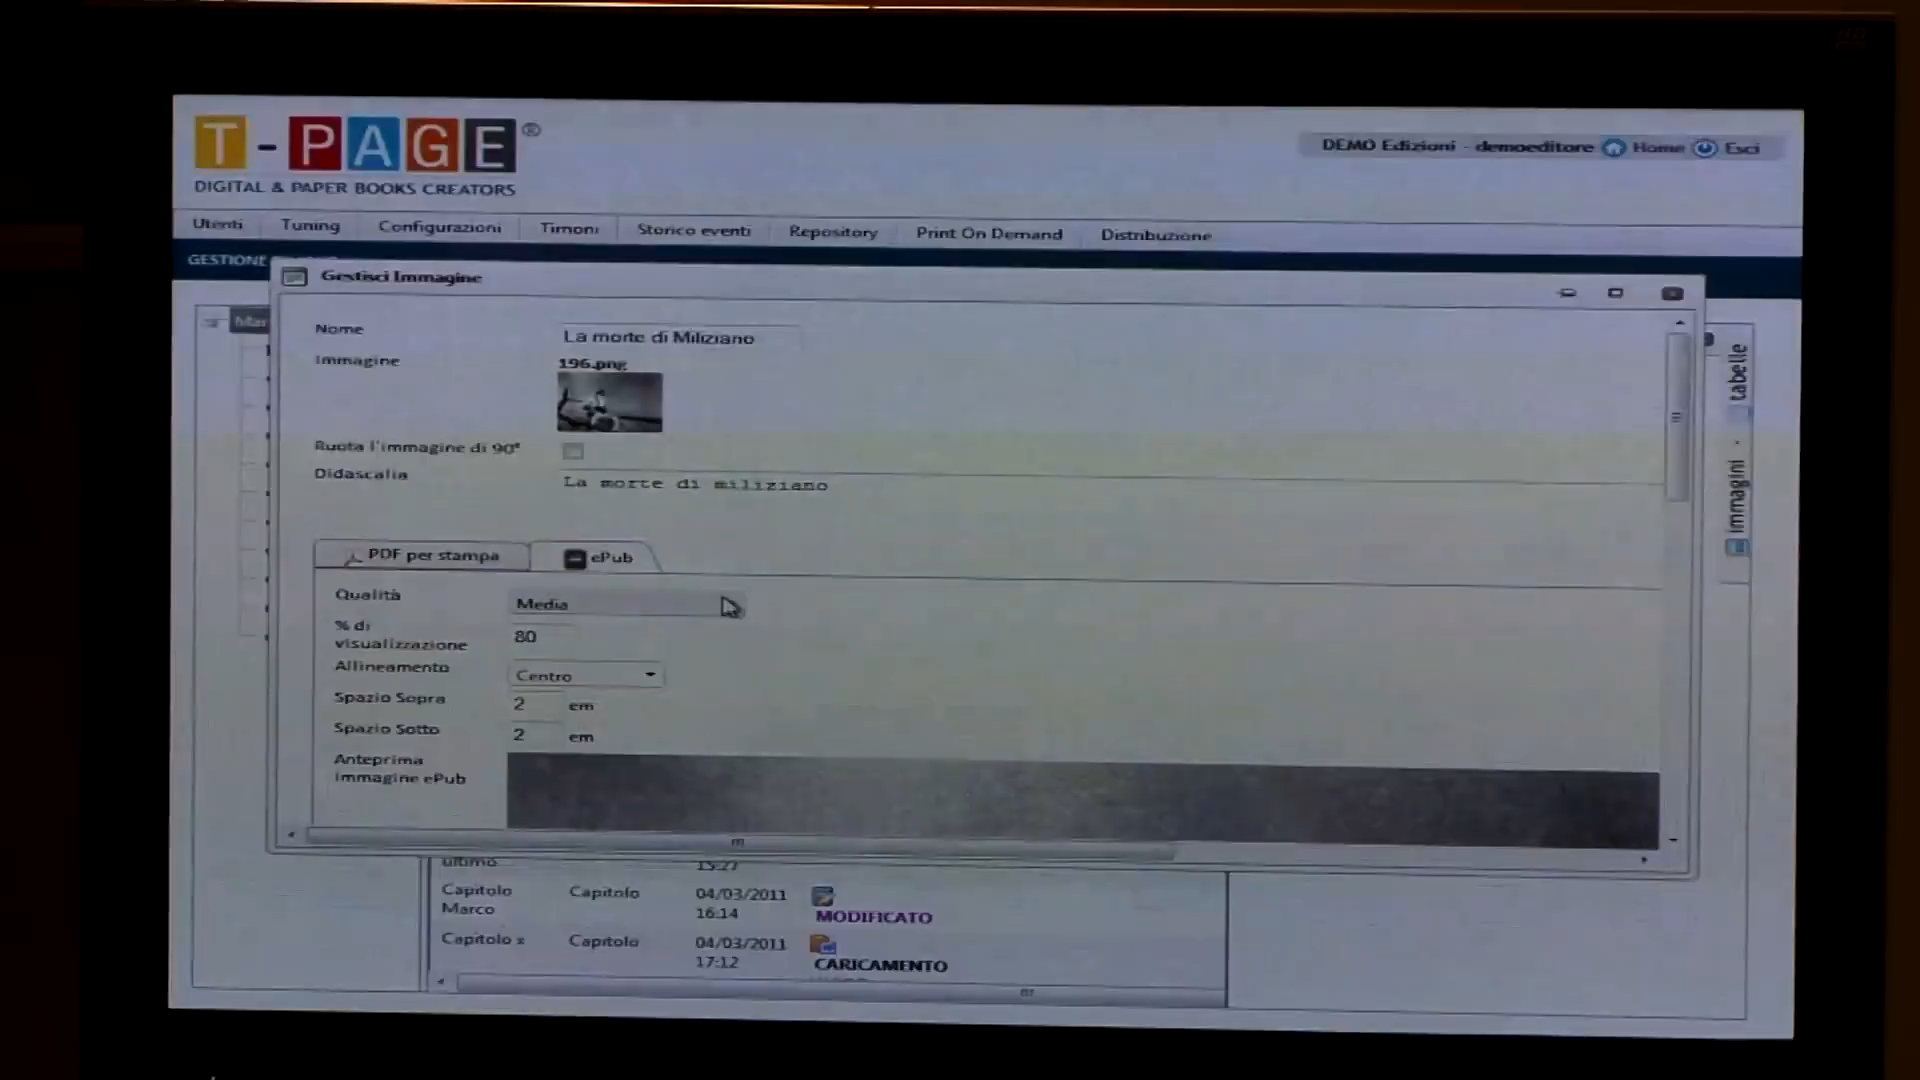 T-PAGE®
DIGITAL & PAPER BOOKS CREATORS
DEMO Edizioni - demoeditore Home Esci
Utenti Tuning Configurazioni Timoni Storico eventi Repository Print On Demand Distribuzione
GESTIONE
Gestisci Immagine
Nome La morte di Miliziano
Immagine 196.png
Ruota l'immagine di 90°
Didascalia La morte di miliziano
PDF per stampa ePub
Qualità Media
% di
visualizzazione 80
Allineamento Centro
Spazio Sopra 2 em
Spazio Sotto 2 em
Anteprima
immagine ePub
tabelle
immagini
ultimo 15:27
Capitolo Capitolo 04/03/2011
Marco 16:14 MODIFICATO
Capitolo x Capitolo 04/03/2011
17:12 CARICAMENTO